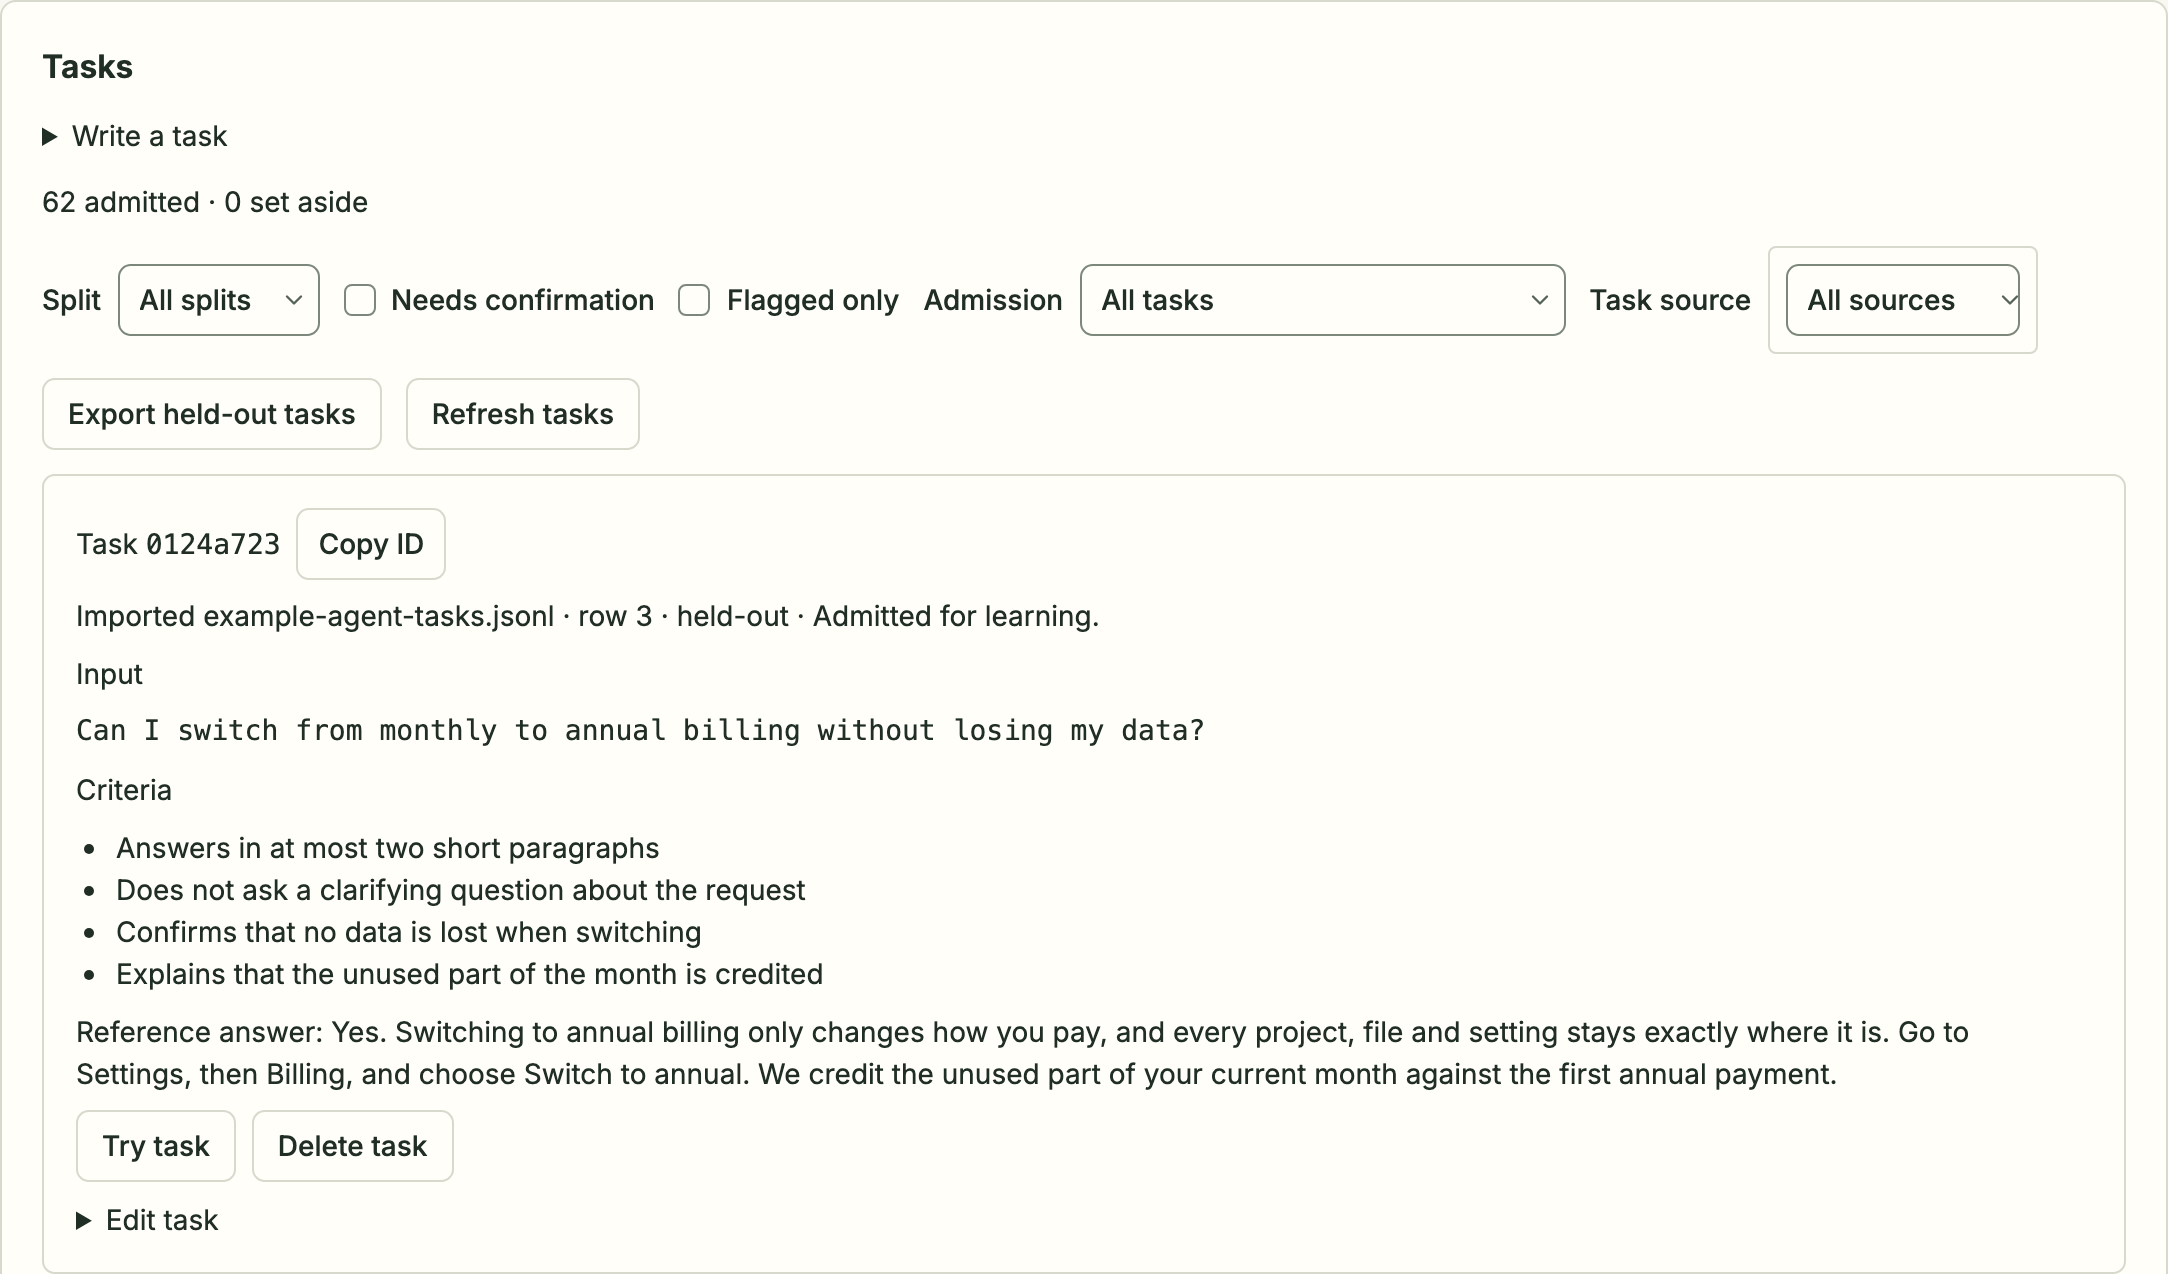 Tasks
Write a task
62 admitted · 0 set aside
Split All splits Needs confirmation Flagged only Admission All tasks Task source All sources
Export held-out tasks Refresh tasks
Task 0124a723 Copy ID
Imported example-agent-tasks.jsonl · row 3 · held-out · Admitted for learning.
Input
Can I switch from monthly to annual billing without losing my data?
Criteria
• Answers in at most two short paragraphs
• Does not ask a clarifying question about the request
• Confirms that no data is lost when switching
• Explains that the unused part of the month is credited
Reference answer: Yes. Switching to annual billing only changes how you pay, and every project, file and setting stays exactly where it is. Go to
Settings, then Billing, and choose Switch to annual. We credit the unused part of your current month against the first annual payment.
Try task Delete task
Edit task